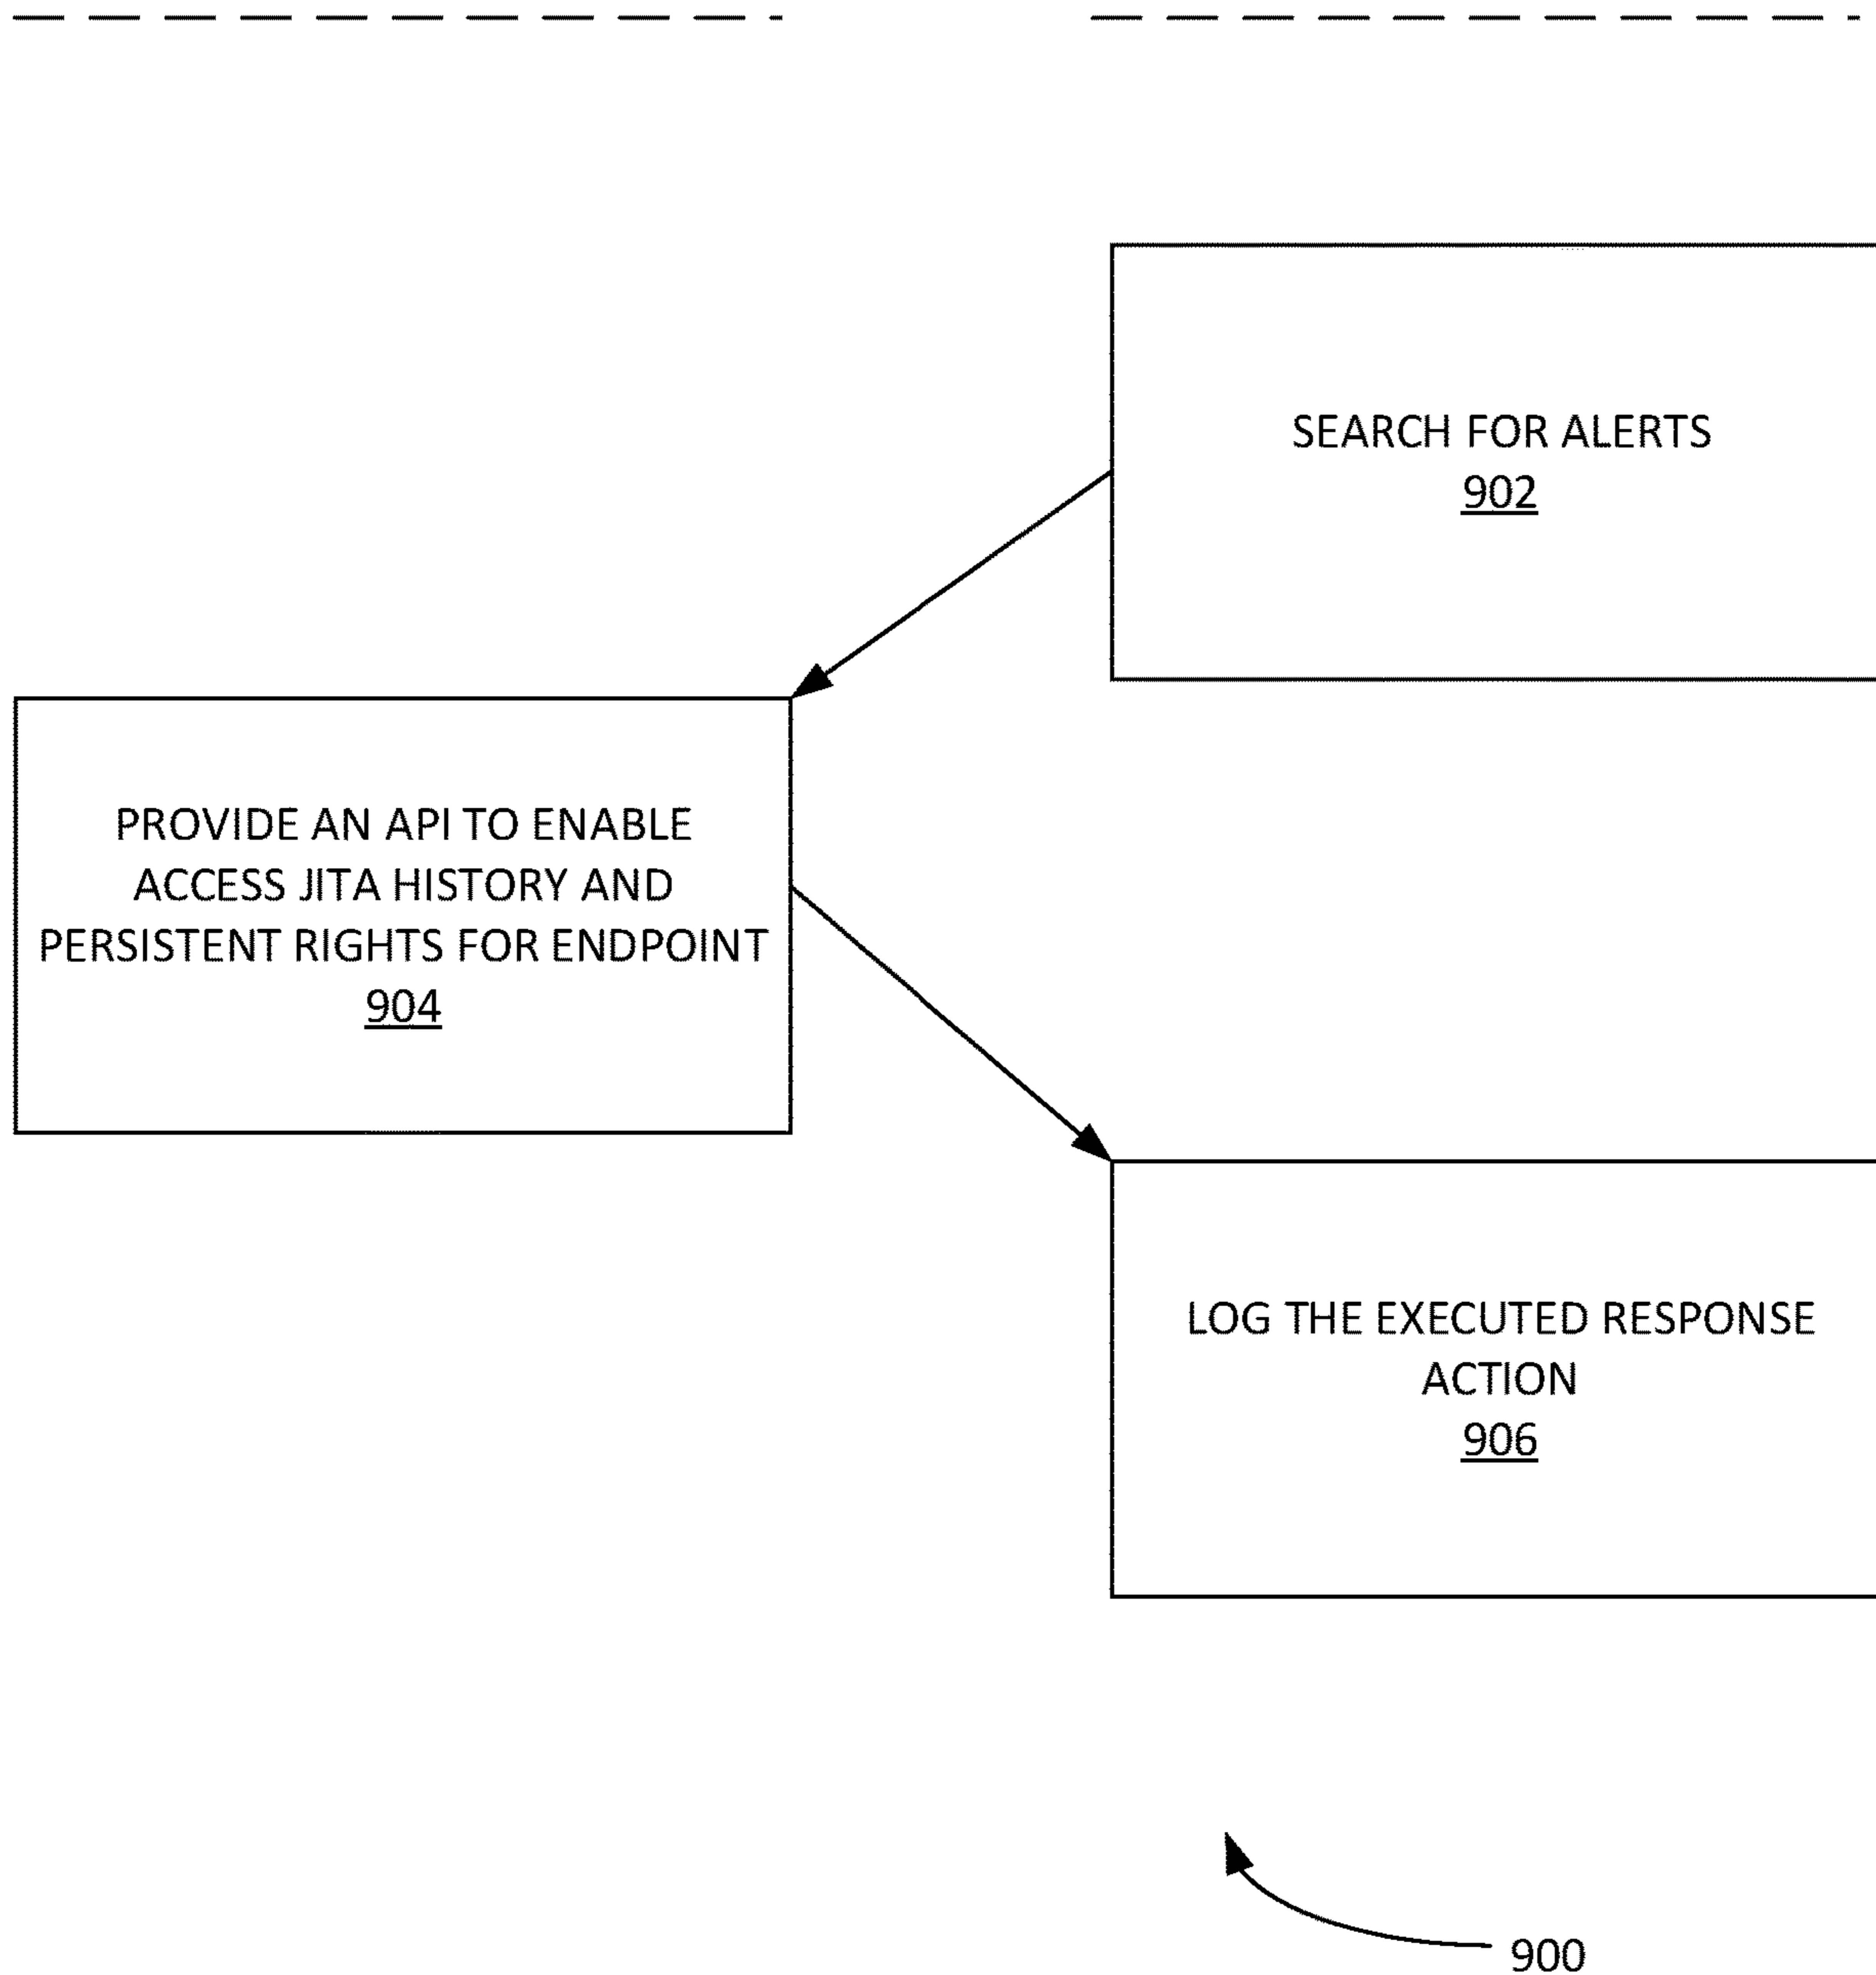 SEARCH FOR ALERTS
902
PROVIDE AN API TO ENABLE
ACCESS JITA HISTORY AND
PERSISTENT RIGHTS FOR ENDPOINT
904
LOG THE EXECUTED RESPONSE
ACTION
906
900